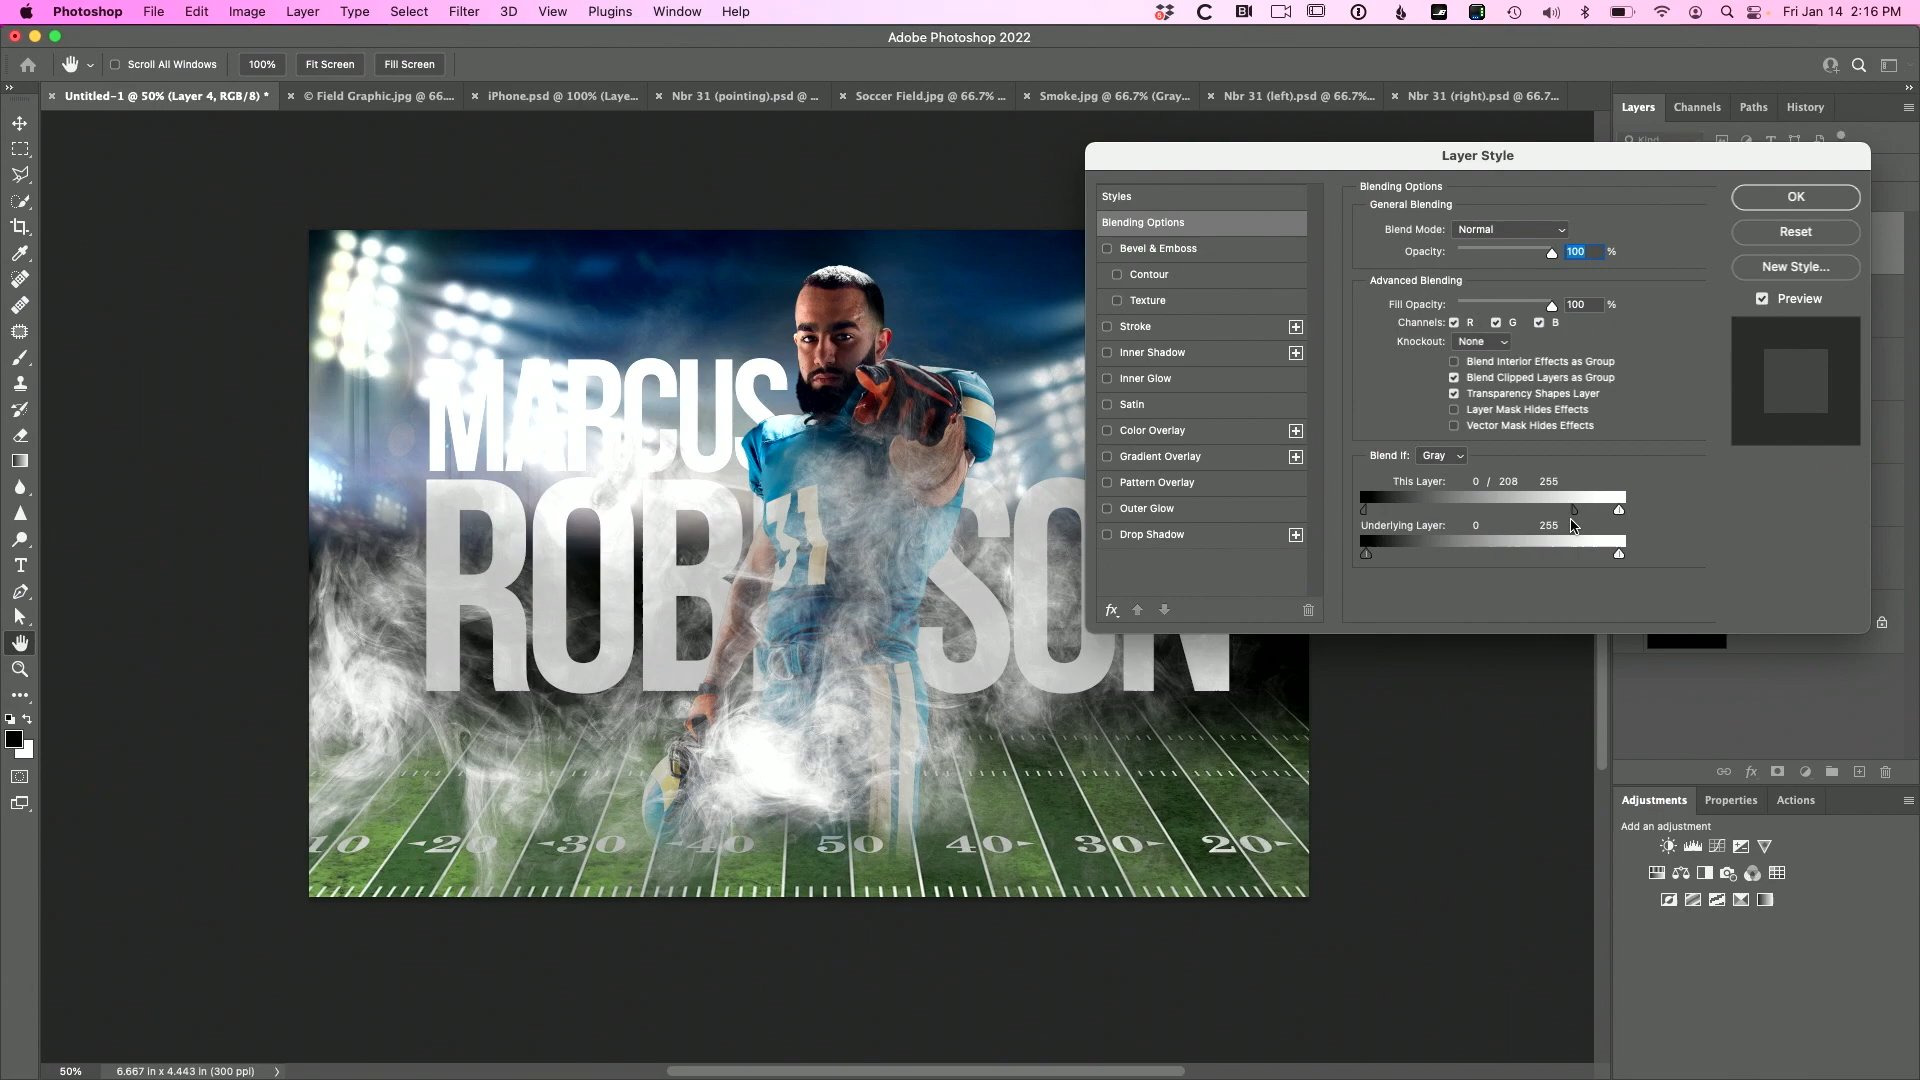 Photoshop File Edit Image Layer Type Select Filter 3D View Plugins Window Help Fri Jan 14 2:16 PM
Adobe Photoshop 2022
Scroll All Windows 100% Fit Screen Fill Screen
Untitled-1 @ 50% (Layer 4, RGB/8) * © Field Graphic.jpg @ 66.... iPhone.psd @ 100% (Laye... Nbr 31 (pointing).psd @ ... Soccer Field.jpg @ 66.7% ... Smoke.jpg @ 66.7% (Gray... Nbr 31 (left).psd @ 66.7%... Nbr 31 (right).psd @ 66.7...
Layers Channels Paths History
Kind
Layer Style
Styles
Blending Options
Bevel & Emboss
Contour
Texture
Stroke
Inner Shadow
Inner Glow
Satin
Color Overlay
Gradient Overlay
Pattern Overlay
Outer Glow
Drop Shadow
fx
Blending Options
General Blending
Blend Mode: Normal
Opacity: 100 %
Advanced Blending
Fill Opacity: 100 %
Channels: R G B
Knockout: None
Blend Interior Effects as Group
Blend Clipped Layers as Group
Transparency Shapes Layer
Layer Mask Hides Effects
Vector Mask Hides Effects
Blend If: Gray
This Layer: 0 / 208 255
Underlying Layer: 0 255
OK
Reset
New Style...
Preview
MARCUS
31
10 20 30 40 50 40 30 20
fx
Adjustments Properties Actions
Add an adjustment
50% 6.667 in x 4.443 in (300 ppi)